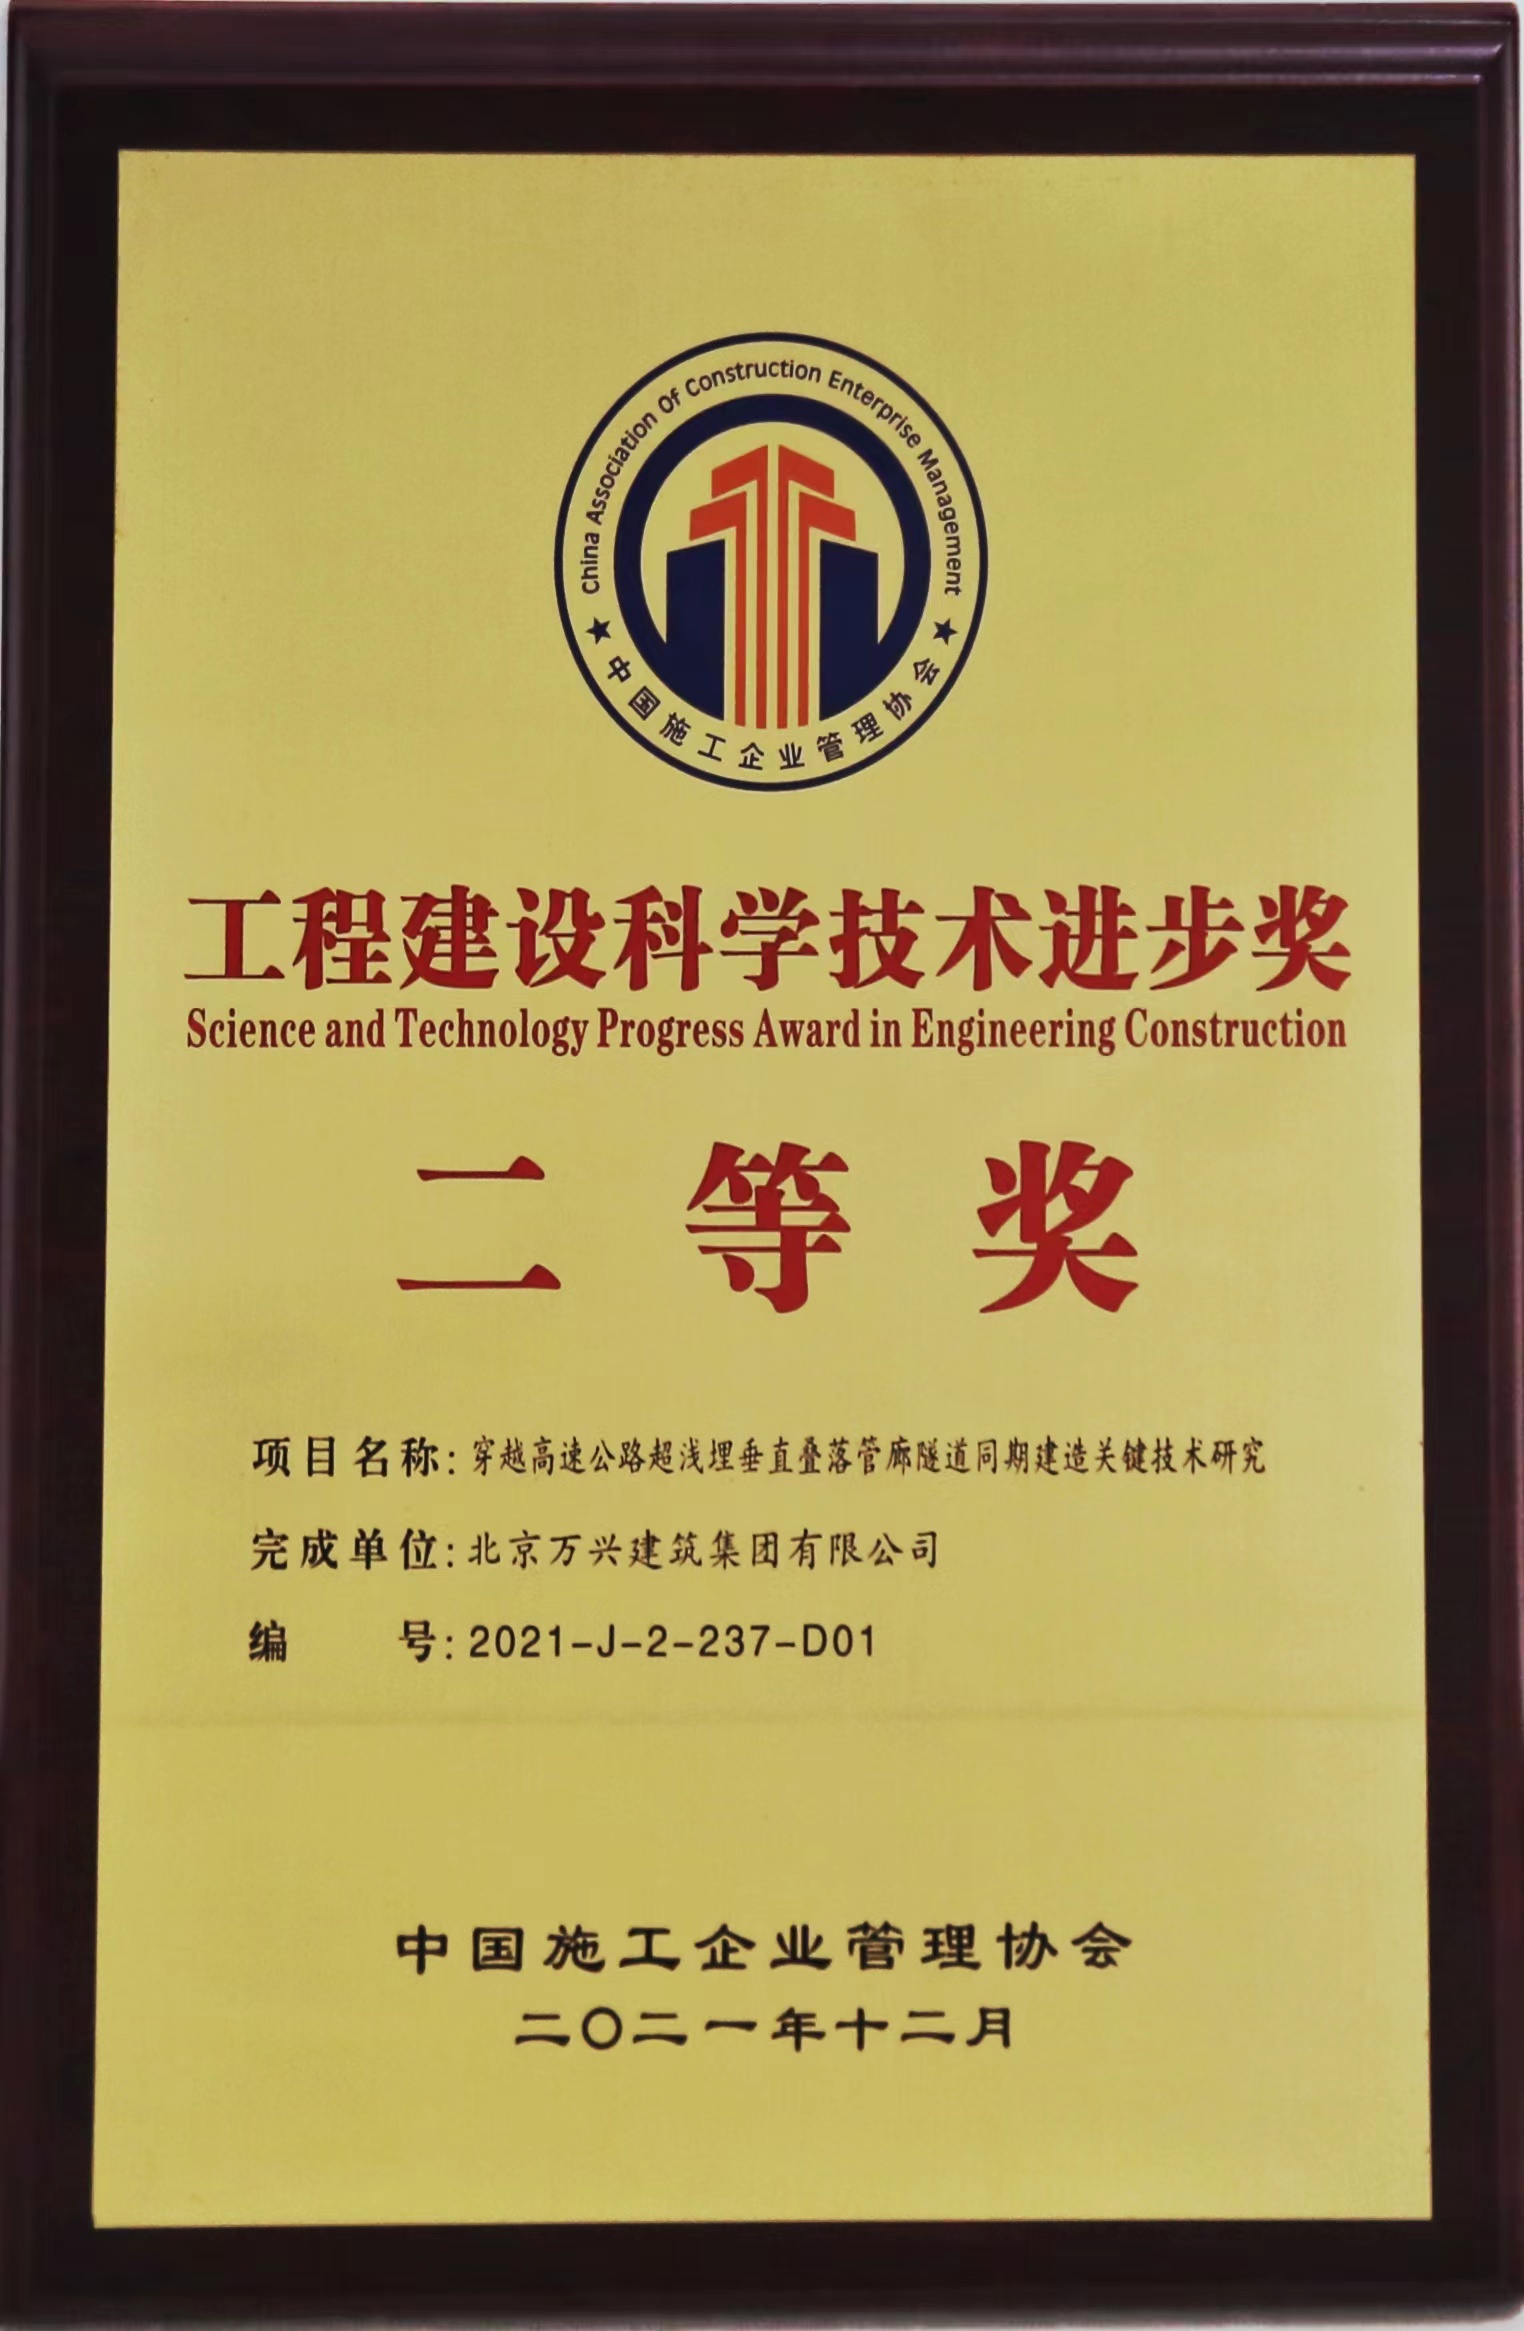 China Association Of Construction Enterprise Management
★ 中国施工企业管理协会 ★
工程建设科学技术进步奖
Science and Technology Progress Award in Engineering Construction
二等奖
项目名称:穿越高速公路超浅埋垂直叠落管廊隧道同期建造关键技术研究
完成单位:北京万兴建筑集团有限公司
编号:2021-J-2-237-D01
中国施工企业管理协会
二〇二一年十二月